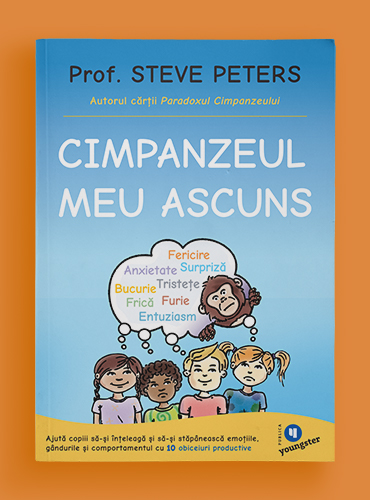 Prof. STEVE PETERS
Autorul cărții Paradoxul Cimpanzeului
CIMPANZEUL
MEU ASCUNS
Fericire
Anxietate Surpriză
Bucurie Tristețe
Frică Furie
Entuziasm
Ajută copiii să-și înțeleagă și să-și stăpânească emoțiile,
gândurile și comportamentul cu 10 obiceiuri productive
PUBLICA
youngster